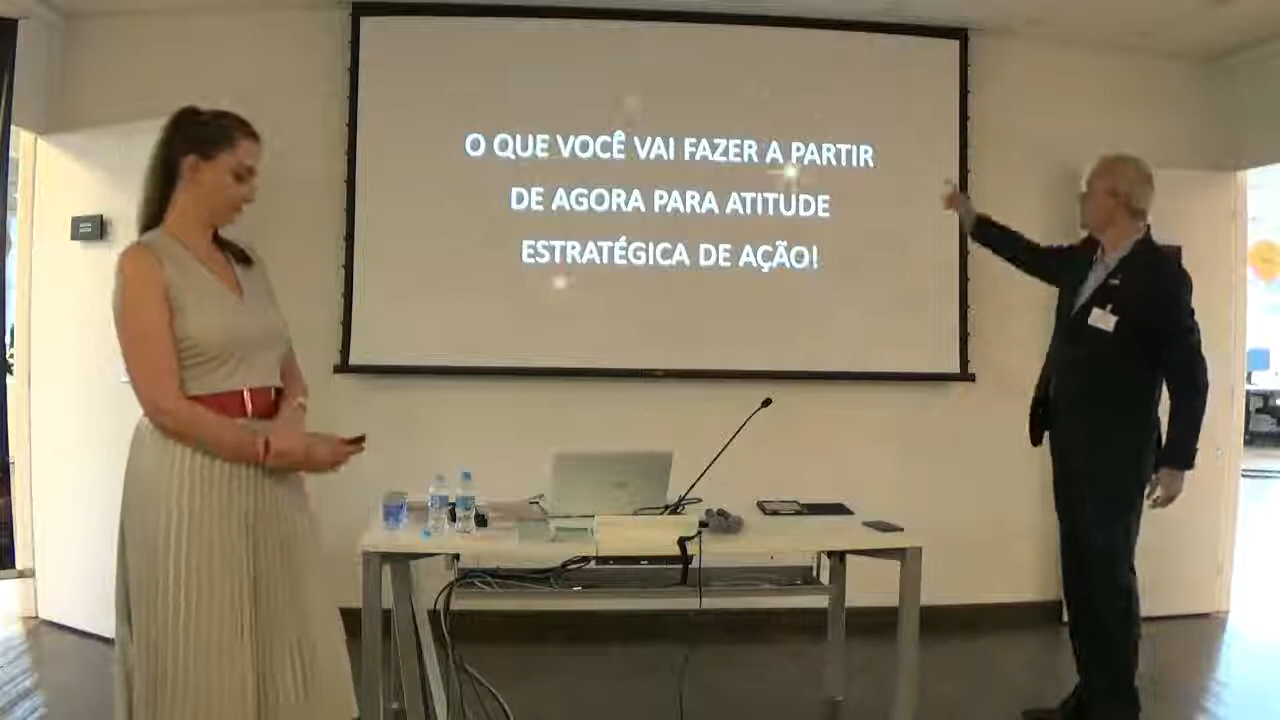 O QUE VOCÊ VAI FAZER A PARTIR
DE AGORA PARA ATITUDE
ESTRATÉGICA DE AÇÃO!